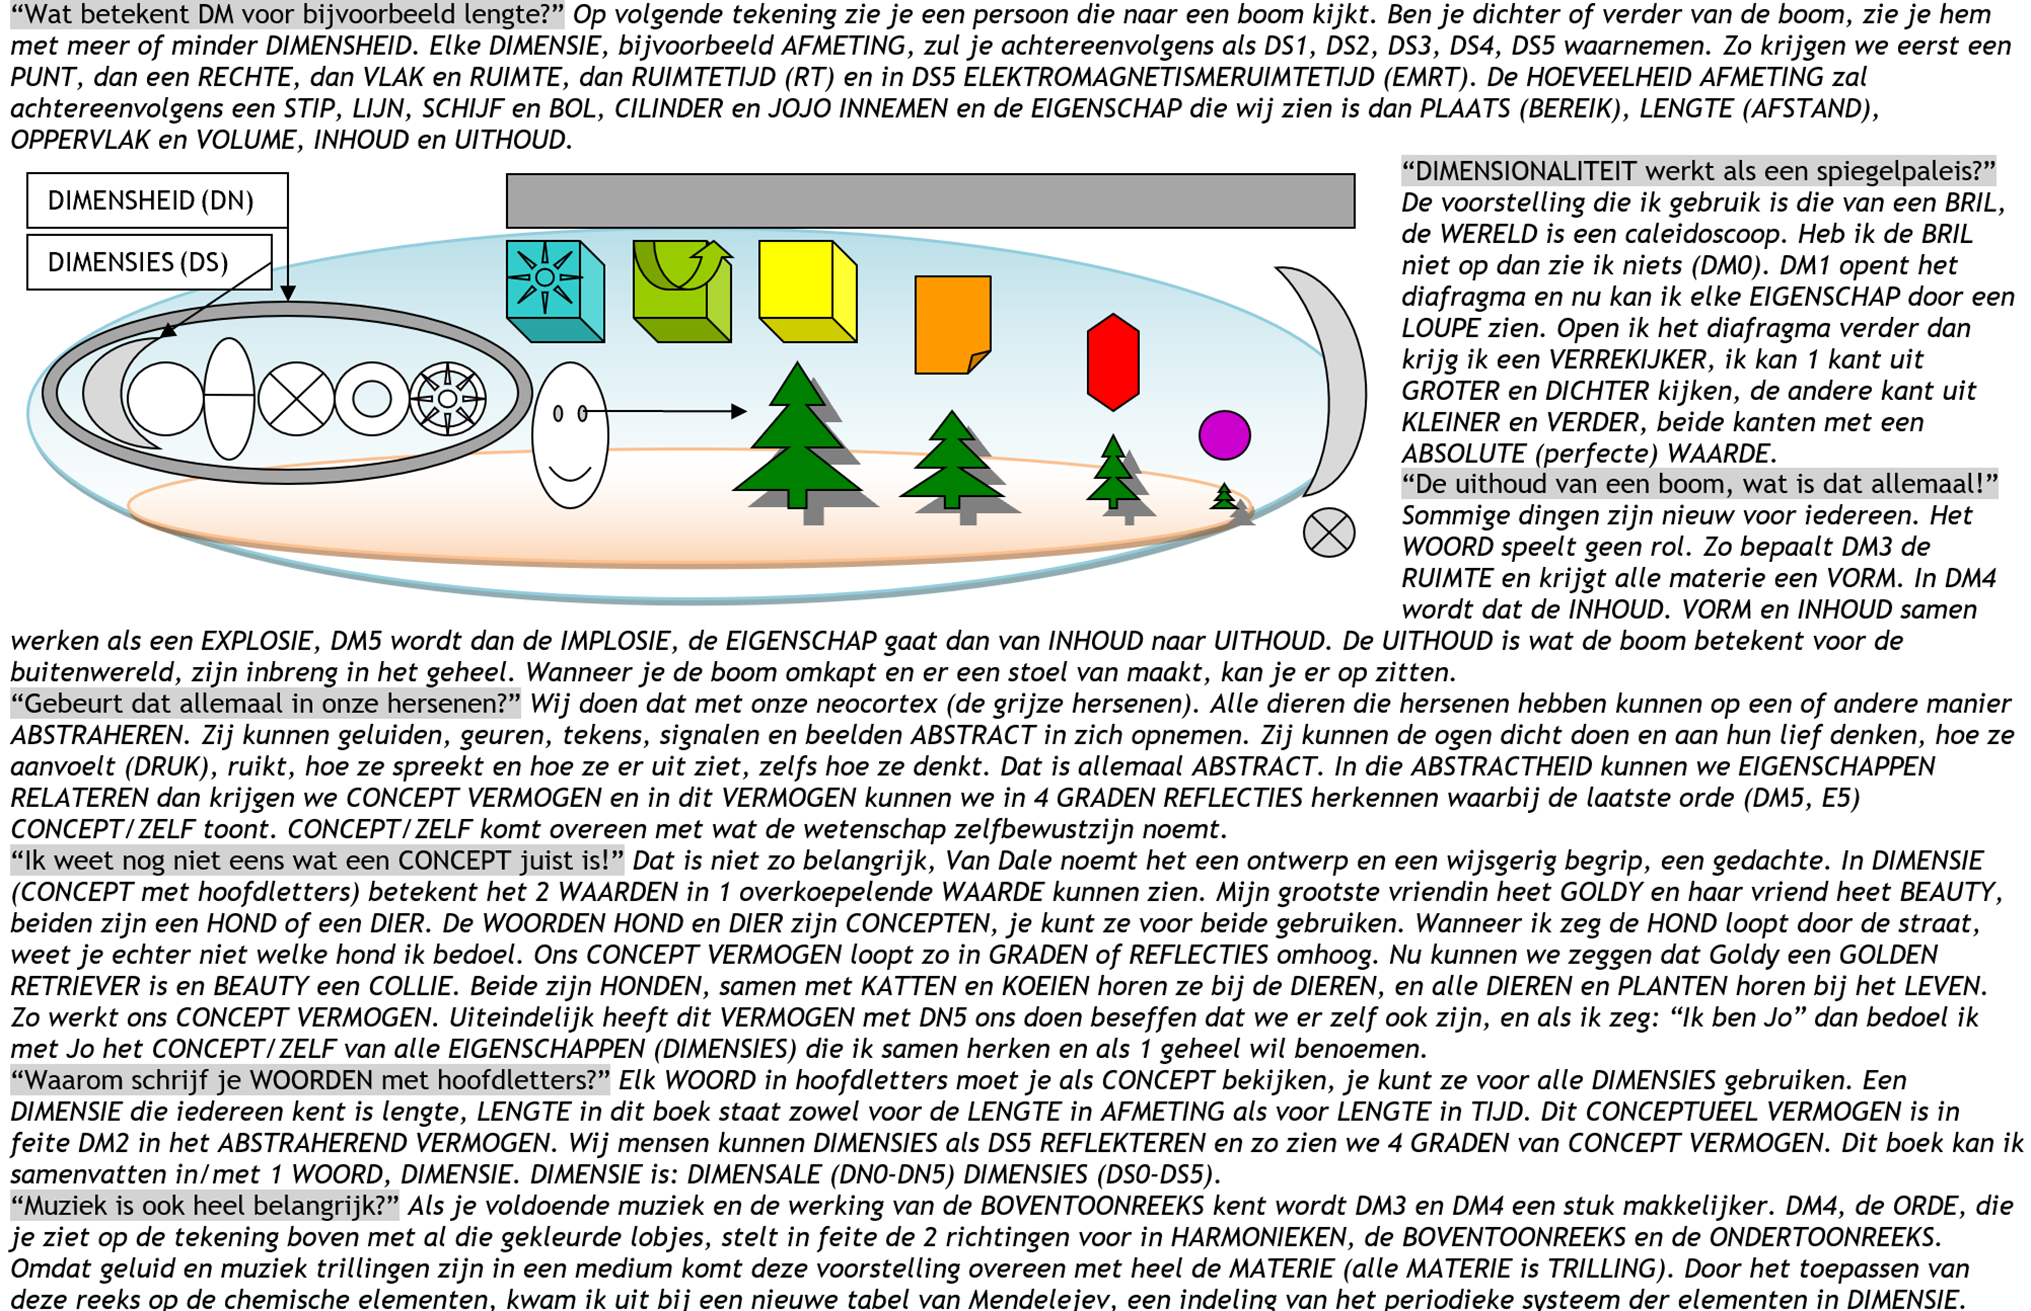 “Wat betekent DM voor bijvoorbeeld lengte?” Op volgende tekening zie je een persoon die naar een boom kijkt. Ben je dichter of verder van de boom, zie je hem
met meer of minder DIMENSHEID. Elke DIMENSIE, bijvoorbeeld AFMETING, zul je achtereenvolgens als DS1, DS2, DS3, DS4, DS5 waarnemen. Zo krijgen we eerst een
PUNT, dan een RECHTE, dan VLAK en RUIMTE, dan RUIMTETIJD (RT) en in DS5 ELEKTROMAGNETISMERUIMTETIJD (EMRT). De HOEVEELHEID AFMETING zal
achtereenvolgens een STIP, LIJN, SCHIJF en BOL, CILINDER en JOJO INNEMEN en de EIGENSCHAP die wij zien is dan PLAATS (BEREIK), LENGTE (AFSTAND),
OPPERVLAK en VOLUME, INHOUD en UITHOUD.
DIMENSHEID (DN)
DIMENSIES (DS)
“DIMENSIONALITEIT werkt als een spiegelpaleis?”
De voorstelling die ik gebruik is die van een BRIL,
de WERELD is een caleidoscoop. Heb ik de BRIL
niet op dan zie ik niets (DM0). DM1 opent het
diafragma en nu kan ik elke EIGENSCHAP door een
LOUPE zien. Open ik het diafragma verder dan
krijg ik een VERREKIJKER, ik kan 1 kant uit
GROTER en DICHTER kijken, de andere kant uit
KLEINER en VERDER, beide kanten met een
ABSOLUTE (perfecte) WAARDE.
“De uithoud van een boom, wat is dat allemaal!”
Sommige dingen zijn nieuw voor iedereen. Het
WOORD speelt geen rol. Zo bepaalt DM3 de
RUIMTE en krijgt alle materie een VORM. In DM4
wordt dat de INHOUD. VORM en INHOUD samen
werken als een EXPLOSIE, DM5 wordt dan de IMPLOSIE, de EIGENSCHAP gaat dan van INHOUD naar UITHOUD. De UITHOUD is wat de boom betekent voor de
buitenwereld, zijn inbreng in het geheel. Wanneer je de boom omkapt en er een stoel van maakt, kan je er op zitten.
“Gebeurt dat allemaal in onze hersenen?” Wij doen dat met onze neocortex (de grijze hersenen). Alle dieren die hersenen hebben kunnen op een of andere manier
ABSTRAHEREN. Zij kunnen geluiden, geuren, tekens, signalen en beelden ABSTRACT in zich opnemen. Zij kunnen de ogen dicht doen en aan hun lief denken, hoe ze
aanvoelt (DRUK), ruikt, hoe ze spreekt en hoe ze er uit ziet, zelfs hoe ze denkt. Dat is allemaal ABSTRACT. In die ABSTRACTHEID kunnen we EIGENSCHAPPEN
RELATEREN dan krijgen we CONCEPT VERMOGEN en in dit VERMOGEN kunnen we in 4 GRADEN REFLECTIES herkennen waarbij de laatste orde (DM5, E5)
CONCEPT/ZELF toont. CONCEPT/ZELF komt overeen met wat de wetenschap zelfbewustzijn noemt.
“Ik weet nog niet eens wat een CONCEPT juist is!” Dat is niet zo belangrijk, Van Dale noemt het een ontwerp en een wijsgerig begrip, een gedachte. In DIMENSIE
(CONCEPT met hoofdletters) betekent het 2 WAARDEN in 1 overkoepelende WAARDE kunnen zien. Mijn grootste vriendin heet GOLDY en haar vriend heet BEAUTY,
beiden zijn een HOND of een DIER. De WOORDEN HOND en DIER zijn CONCEPTEN, je kunt ze voor beide gebruiken. Wanneer ik zeg de HOND loopt door de straat,
weet je echter niet welke hond ik bedoel. Ons CONCEPT VERMOGEN loopt zo in GRADEN of REFLECTIES omhoog. Nu kunnen we zeggen dat Goldy een GOLDEN
RETRIEVER is en BEAUTY een COLLIE. Beide zijn HONDEN, samen met KATTEN en KOEIEN horen ze bij de DIEREN, en alle DIEREN en PLANTEN horen bij het LEVEN.
Zo werkt ons CONCEPT VERMOGEN. Uiteindelijk heeft dit VERMOGEN met DN5 ons doen beseffen dat we er zelf ook zijn, en als ik zeg: “Ik ben Jo” dan bedoel ik
met Jo het CONCEPT/ZELF van alle EIGENSCHAPPEN (DIMENSIES) die ik samen herken en als 1 geheel wil benoemen.
“Waarom schrijf je WOORDEN met hoofdletters?” Elk WOORD in hoofdletters moet je als CONCEPT bekijken, je kunt ze voor alle DIMENSIES gebruiken. Een
DIMENSIE die iedereen kent is lengte, LENGTE in dit boek staat zowel voor de LENGTE in AFMETING als voor LENGTE in TIJD. Dit CONCEPTUEEL VERMOGEN is in
feite DM2 in het ABSTRAHEREND VERMOGEN. Wij mensen kunnen DIMENSIES als DS5 REFLEKTEREN en zo zien we 4 GRADEN van CONCEPT VERMOGEN. Dit boek kan ik
samenvatten in/met 1 WOORD, DIMENSIE. DIMENSIE is: DIMENSALE (DN0-DN5) DIMENSIES (DS0-DS5).
“Muziek is ook heel belangrijk?” Als je voldoende muziek en de werking van de BOVENTOONREEKS kent wordt DM3 en DM4 een stuk makkelijker. DM4, de ORDE, die
je ziet op de tekening boven met al die gekleurde lobjes, stelt in feite de 2 richtingen voor in HARMONIEKEN, de BOVENTOONREEKS en de ONDERTOONREEKS.
Omdat geluid en muziek trillingen zijn in een medium komt deze voorstelling overeen met heel de MATERIE (alle MATERIE is TRILLING). Door het toepassen van
deze reeks op de chemische elementen, kwam ik uit bij een nieuwe tabel van Mendelejev, een indeling van het periodieke systeem der elementen in DIMENSIE.